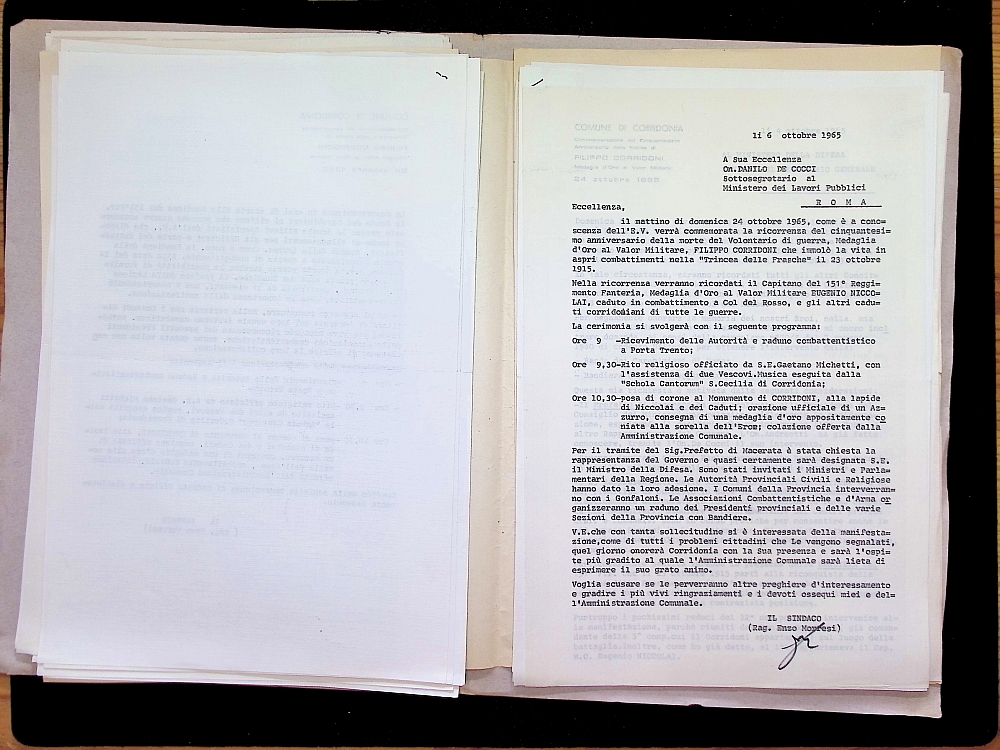 COMUNE DI CORRIDONIA
FILIPPO CORRIDONI
24 ottobre 1965
lì 6 ottobre 1965
A Sua Eccellenza
On.DANILO DE COCCI
Sottosegretario al
Ministero dei Lavori Pubblici
R O M A
Eccellenza,
il mattino di domenica 24 ottobre 1965, come è a cono=
scenza dell'E.V. verrà commemorata la ricorrenza del cinquantesi=
mo anniversario della morte del Volontario di guerra, Medaglia
d'Oro al Valor Militare, FILIPPO CORRIDONI che immolò la vita in
aspri combattimenti nella "Trincea delle Frasche" il 23 ottobre
1915.
Nella ricorrenza verranno ricordati il Capitano del 151° Reggi=
mento Fanteria, Medaglia d'Oro al Valor Militare EUGENIO NICCO=
LAI, caduto in combattimento a Col del Rosso, e gli altri cadu=
ti corridoniani di tutte le guerre.
La cerimonia si svolgerà con il seguente programma:
Ore 9 -Ricevimento delle Autorità e raduno combattentistico
a Porta Trento;
Ore 9,30-Rito religioso officiato da S.E.Gaetano Michetti, con
l'assistenza di due Vescovi.Musica eseguita dalla
"Schola Cantorum" S.Cecilia di Corridonia;
Ore 10,30-posa di corone al Monumento di CORRIDONI, alla lapide
di Niccolai e dei Caduti; orazione ufficiale di un Az=
zurro, consegna di una medaglia d'oro appositamente co
niata alla sorella dell'Eroe; colazione offerta dalla
Amministrazione Comunale.
Per il tramite del Sig.Prefetto di Macerata è stata chiesta la
rappresentanza del Governo e quasi certamente sarà designata S.E.
il Ministro della Difesa. Sono stati invitati i Ministri e Parla=
mentari della Regione. Le Autorità Provinciali Civili e Religiose
hanno dato la loro adesione. I Comuni della Provincia interverran=
no con i Gonfaloni. Le Associazioni Combattentistiche e d'Arma or
ganizzeranno un raduno dei Presidenti provinciali e delle varie
Sezioni della Provincia con Bandiere.
V.E.che con tanta sollecitudine si è interessata della manifesta=
zione,come di tutti i problemi cittadini che Le vengono segnalati,
quel giorno onorerà Corridonia con la Sua presenza e sarà l'ospi=
te più gradito al quale l'Amministrazione Comunale sarà lieta di
esprimere il suo grato animo.
Voglia scusare se le perverranno altre preghiere d'interessamento
e gradire i più vivi ringraziamenti e i devoti ossequi miei e del=
l'Amministrazione Comunale.
IL SINDACO
(Rag. Enzo Monresi)